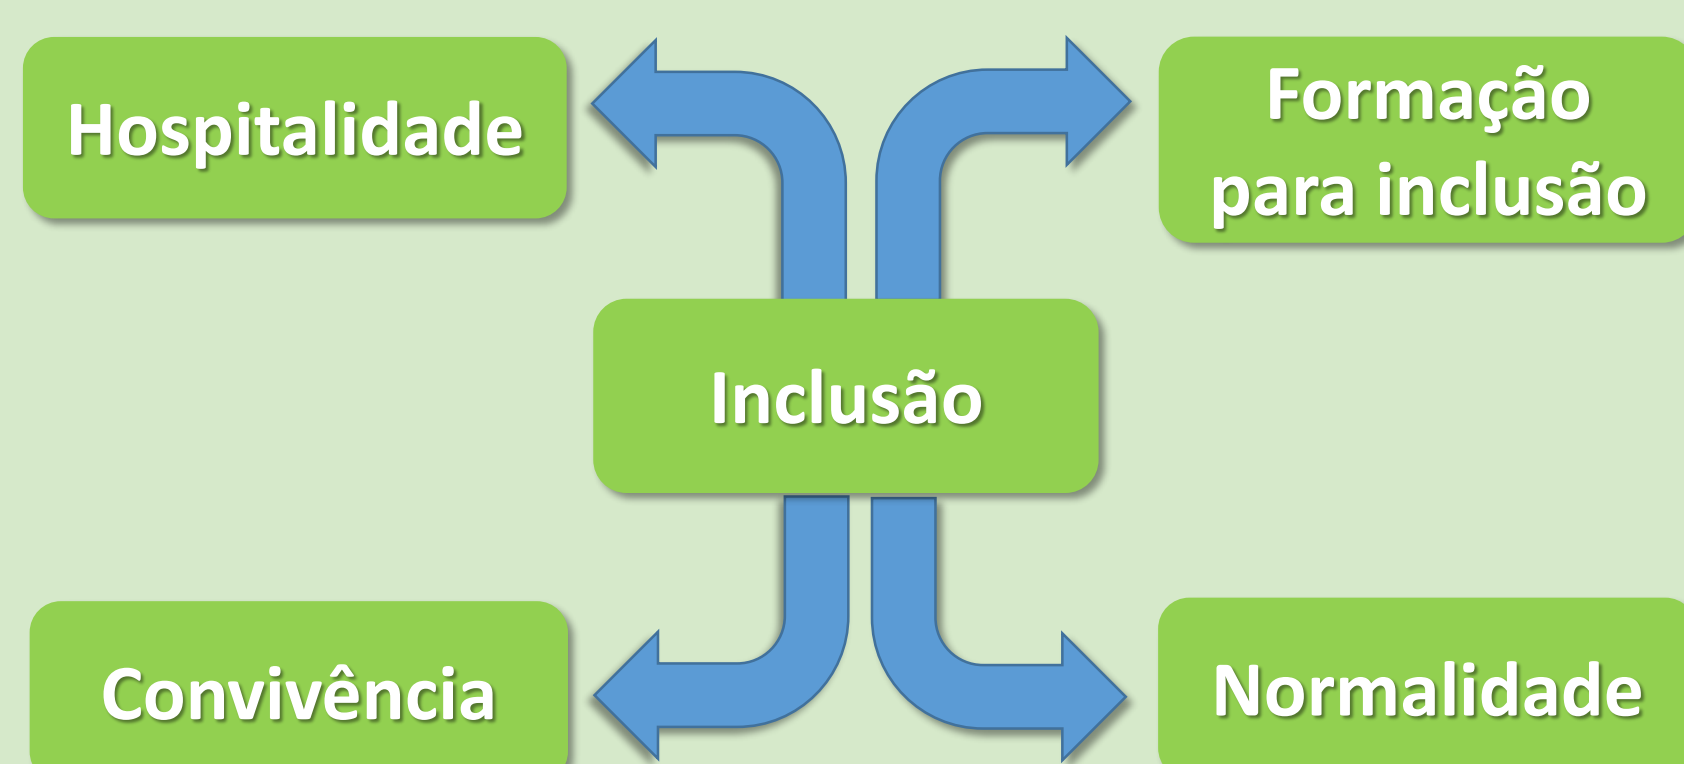 Hospitalidade
Formação
para inclusão
Inclusão
Convivência
Normalidade